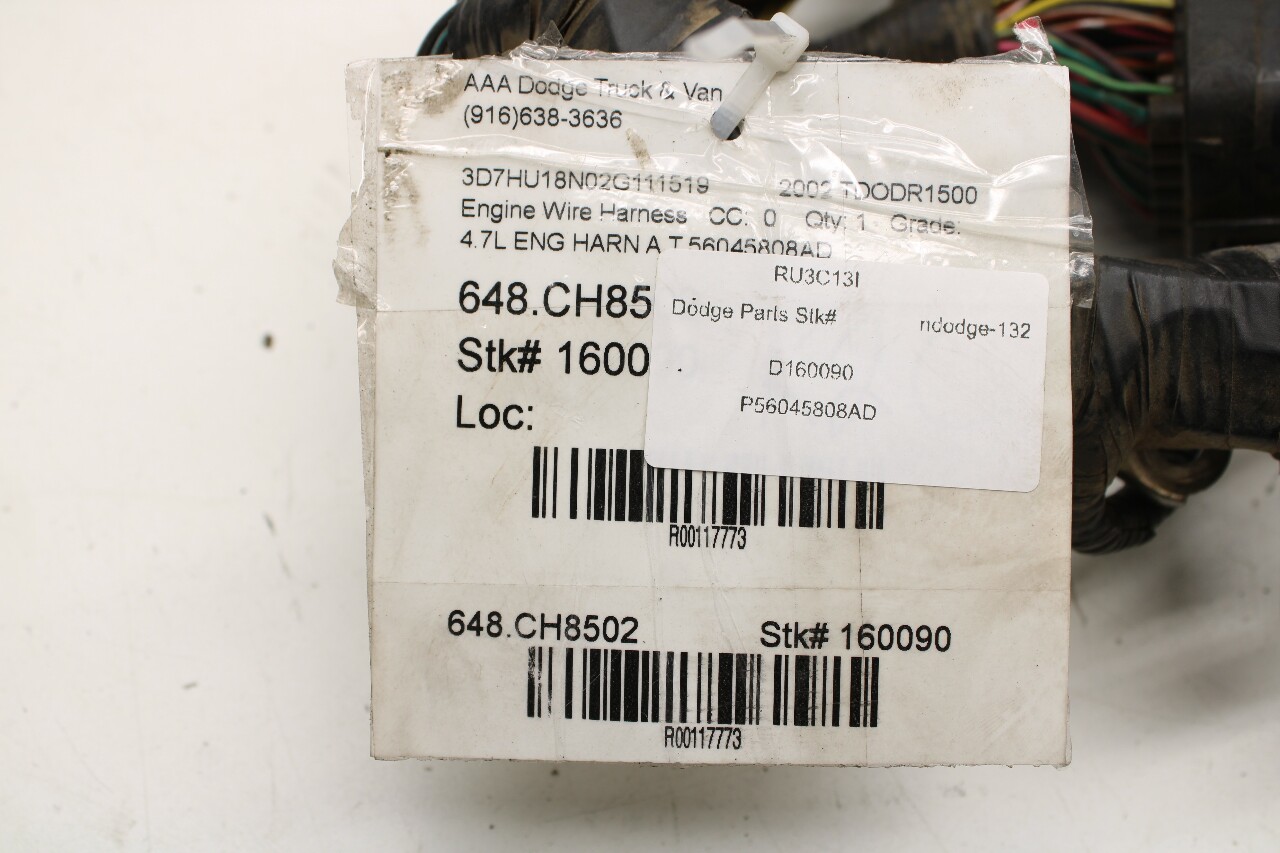 AAA Dodge Truck & Van
(916)638-3636
3D7HU18N02G111519 2002 TDODR1500
Engine Wire Harness CC: 0 Qty: 1 Grade:
4.7L ENG HARN A T 56045808AD
648.CH85
Stk# 1600
Loc:
RU3C13I
Dodge Parts Stk# ndodge-132
D160090
P56045808AD
R00117773
648.CH8502 Stk# 160090
R00117773